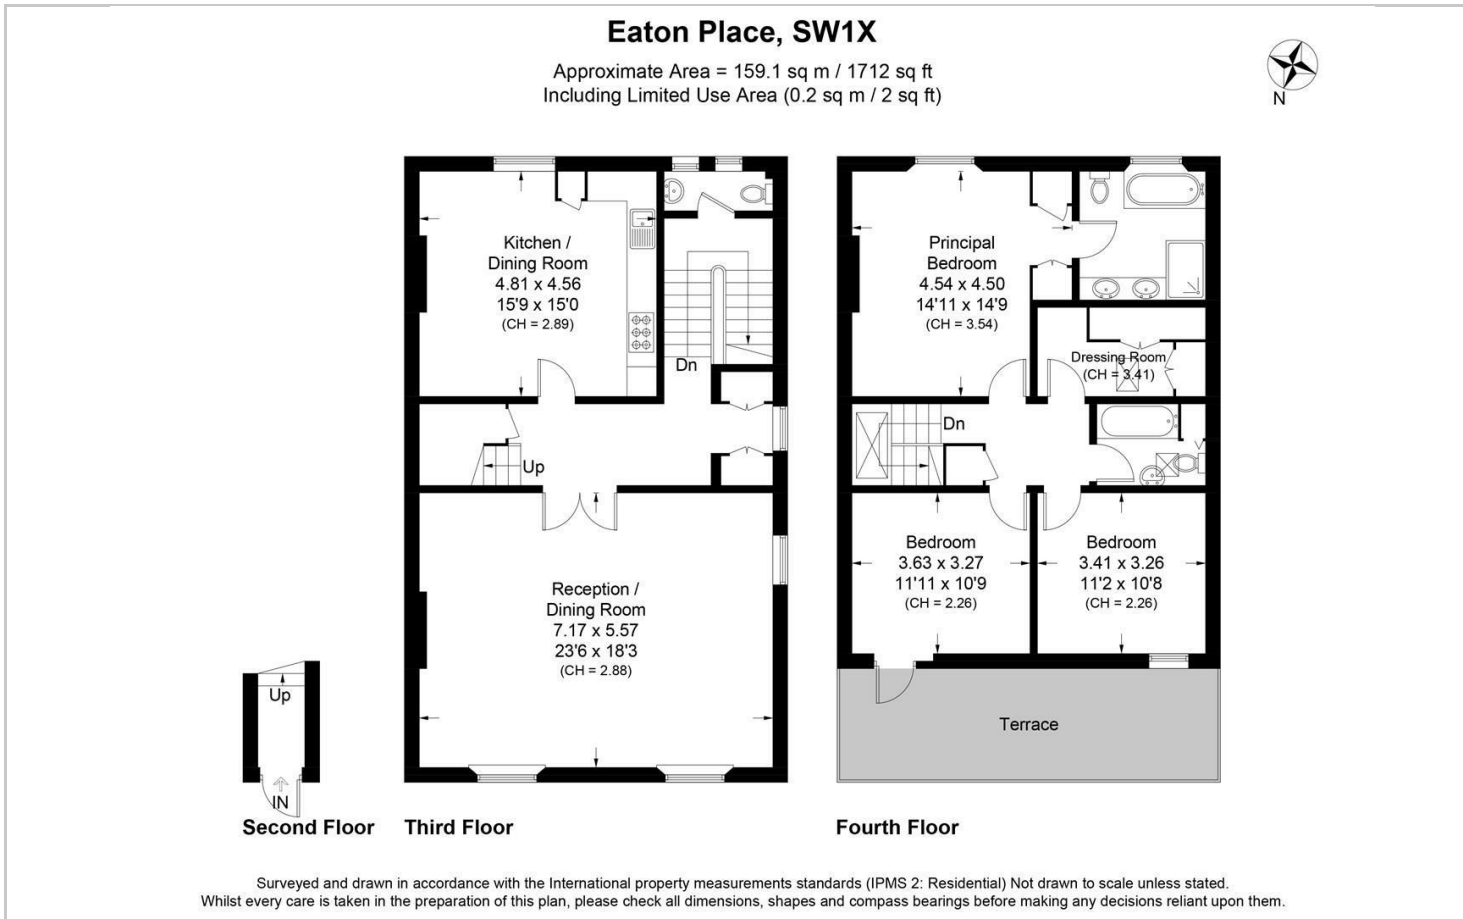 Eaton Place, SW1X
Approximate Area = 159.1 sq m / 1712 sq ft
Including Limited Use Area (0.2 sq m / 2 sq ft)
N
Kitchen /
Dining Room
4.81 x 4.56
15'9 x 15'0
(CH = 2.89)
Dn
Up
Reception /
Dining Room
7.17 x 5.57
23'6 x 18'3
(CH = 2.88)
Principal
Bedroom
4.54 x 4.50
14'11 x 14'9
(CH = 3.54)
Dressing Room
(CH = 3.41)
Dn
Bedroom
3.63 x 3.27
11'11 x 10'9
(CH = 2.26)
Bedroom
3.41 x 3.26
11'2 x 10'8
(CH = 2.26)
Terrace
Up
IN
Second Floor
Third Floor
Fourth Floor
Surveyed and drawn in accordance with the International property measurements standards (IPMS 2: Residential) Not drawn to scale unless stated.
Whilst every care is taken in the preparation of this plan, please check all dimensions, shapes and compass bearings before making any decisions reliant upon them.